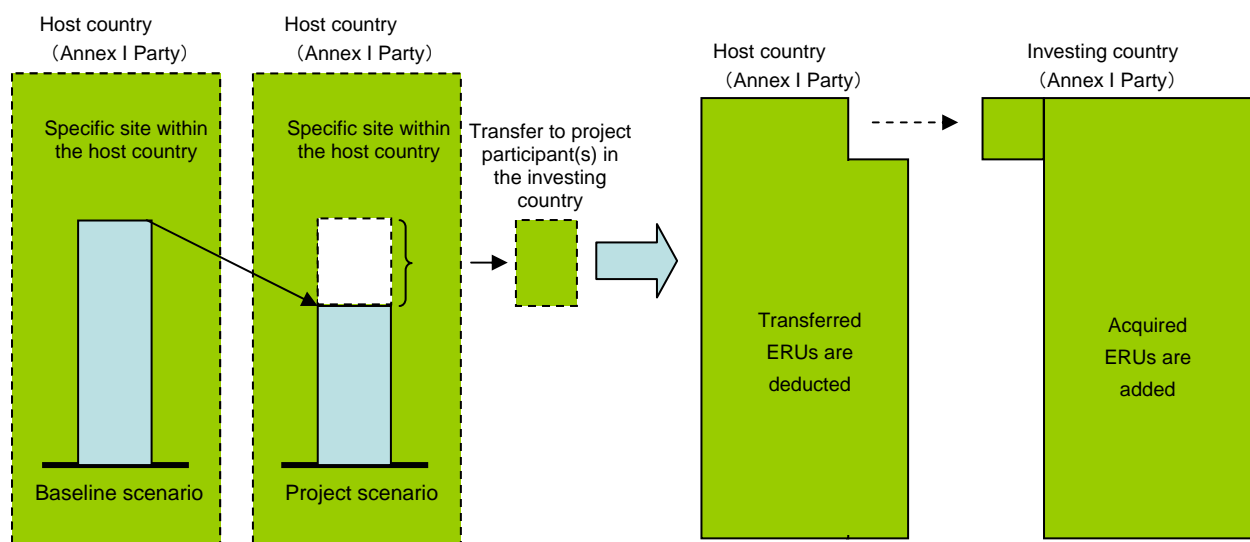 Host country
（Annex I Party）
Specific site within
the host country
Baseline scenario
Host country
（Annex I Party）
Specific site within
the host country
Project scenario
Transfer to project
participant(s) in
the investing
country
Host country
（Annex I Party）
Transferred
ERUs are
deducted
Investing country
（Annex I Party）
Acquired
ERUs are
added